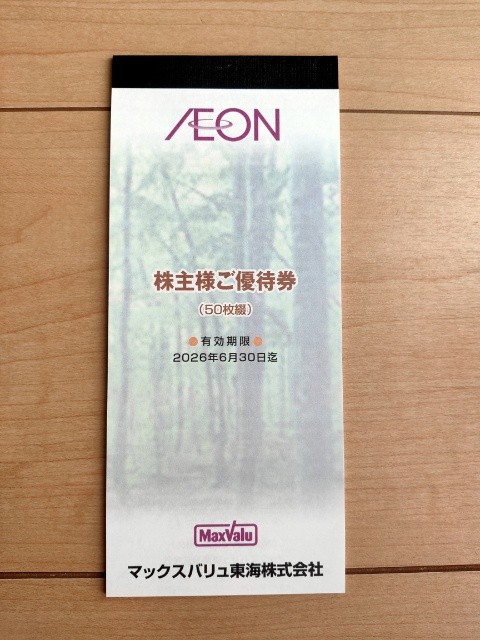 ÆON
株主様ご優待券
（50枚綴）
●有効期限●
2026年6月30日迄
MaxValu
マックスバリュ東海株式会社